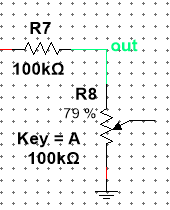 R7
out
100kΩ
R8
79 %
Key = A
100kΩ